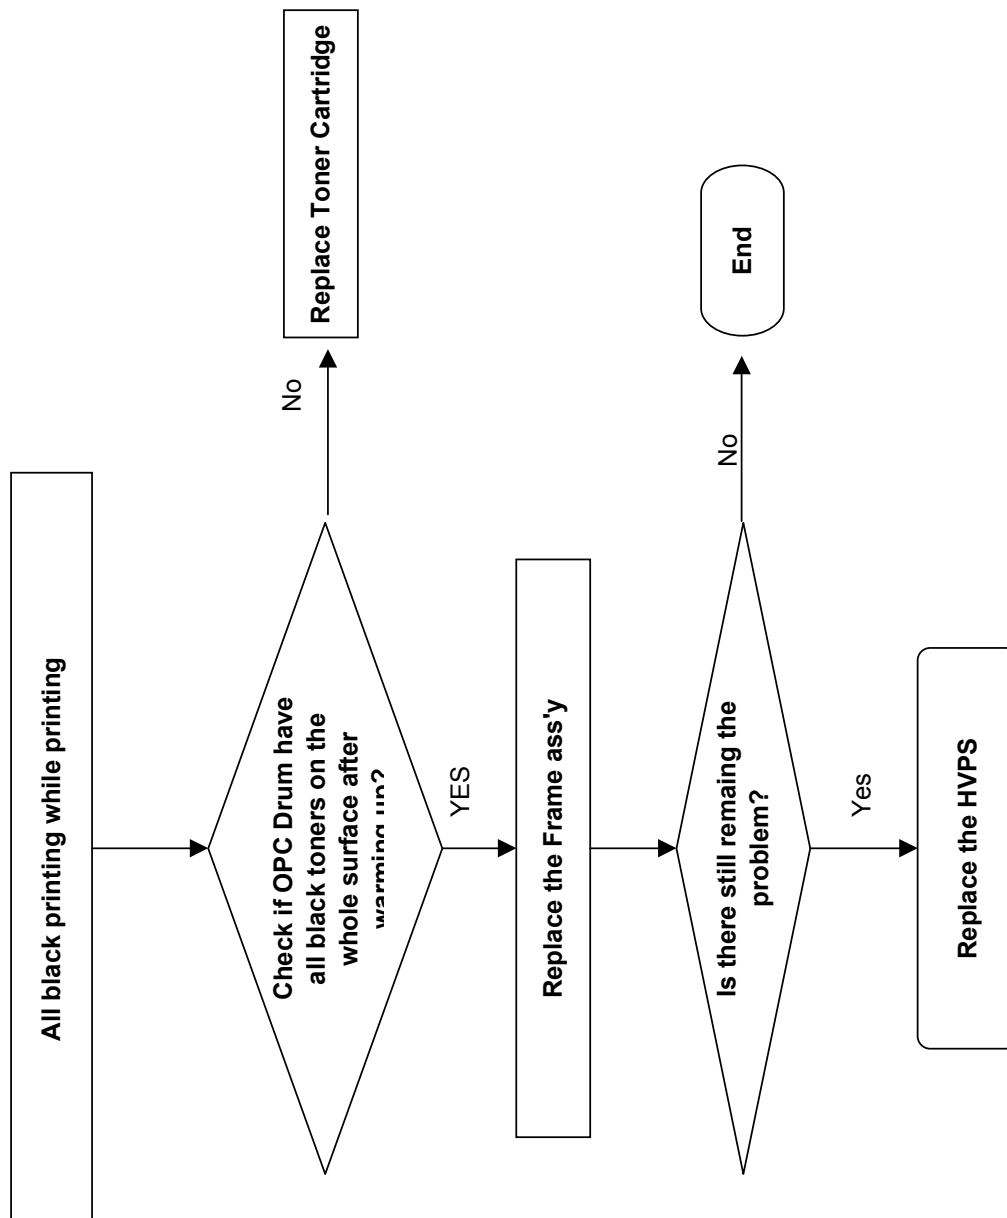 All black printing while printing
Check if OPC Drum have
all black toners on the
whole surface after
warming up?
No
Replace Toner Cartridge
YES
Replace the Frame ass'y
Is there still remaing the
problem?
No
End
Yes
Replace the HVPS